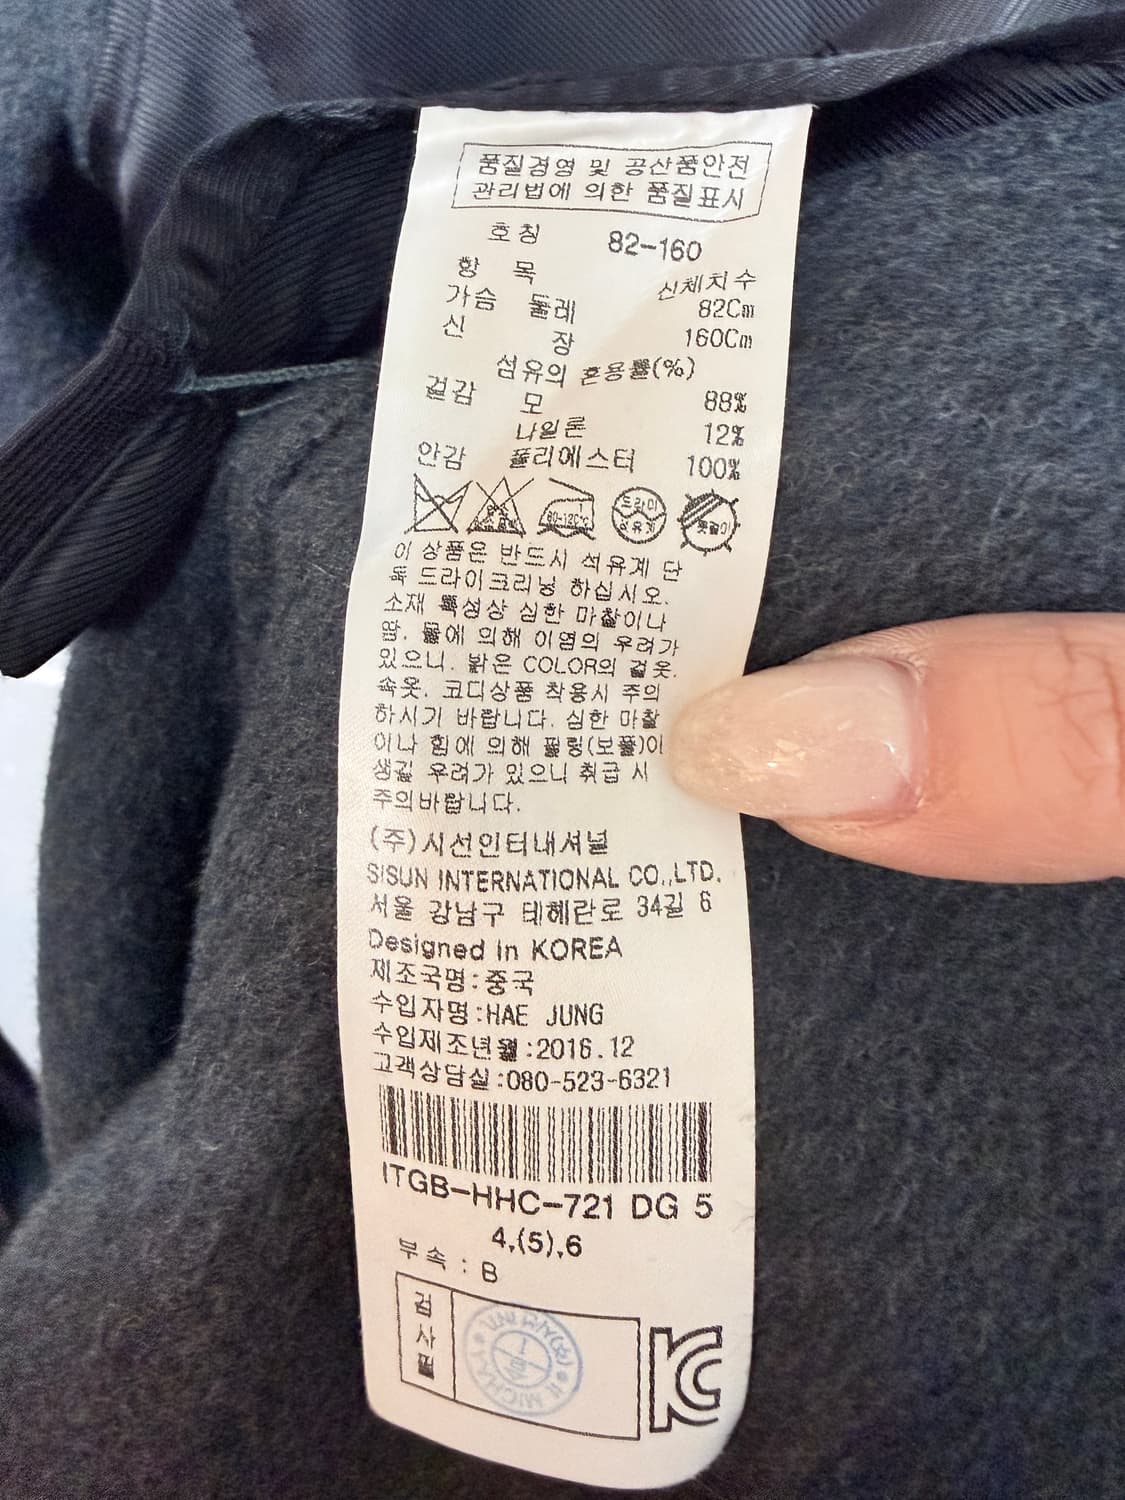 품질경영 및 공산품안전
관리법에 의한 품질표시
호칭 82-160
항 목 신체치수
가슴 둘레 82Cm
신 장 160Cm
섬유의 혼용률(%)
겉감 모 88%
나일론 12%
안감 폴리에스터 100%
80-120℃ 드라이 석유계 옷걸이
이 상품은 반드시 석유계 단
독 드라이크리닝 하십시오.
소재 특성상 심한 마찰이나
땀, 물에 의해 이염의 우려가
있으니, 밝은 COLOR의 겉옷,
속옷, 코디상품 착용시 주의
하시기 바랍니다. 심한 마찰
이나 힘에 의해 필링(보풀)이
생길 우려가 있으니 취급 시
주의바랍니다.
(주)시선인터내셔널
SISUN INTERNATIONAL CO.,LTD.
서울 강남구 테헤란로 34길 6
Designed in KOREA
제조국명:중국
수입자명:HAE JUNG
수입제조년월:2016.12
고객상담실:080-523-6321
ITGB-HHC-721 DG 5
4,(5),6
부속 : B
검사필
KC